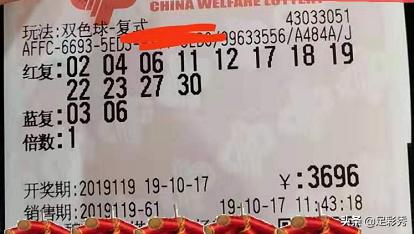 CHINA WELFARE LOTTERY
43033051
玩法:双色球-复式
AFFC-6693-5ED3-
/99633556/A484A/J
红复:02 04 06 11 12 17 18 19
22 23 27 30
蓝复:03 06
倍数:1
开奖期:2019119 19-10-17 ￥:3696
销售期:2019119-61 19-10-17 11:43:18
头条 @足彩秀